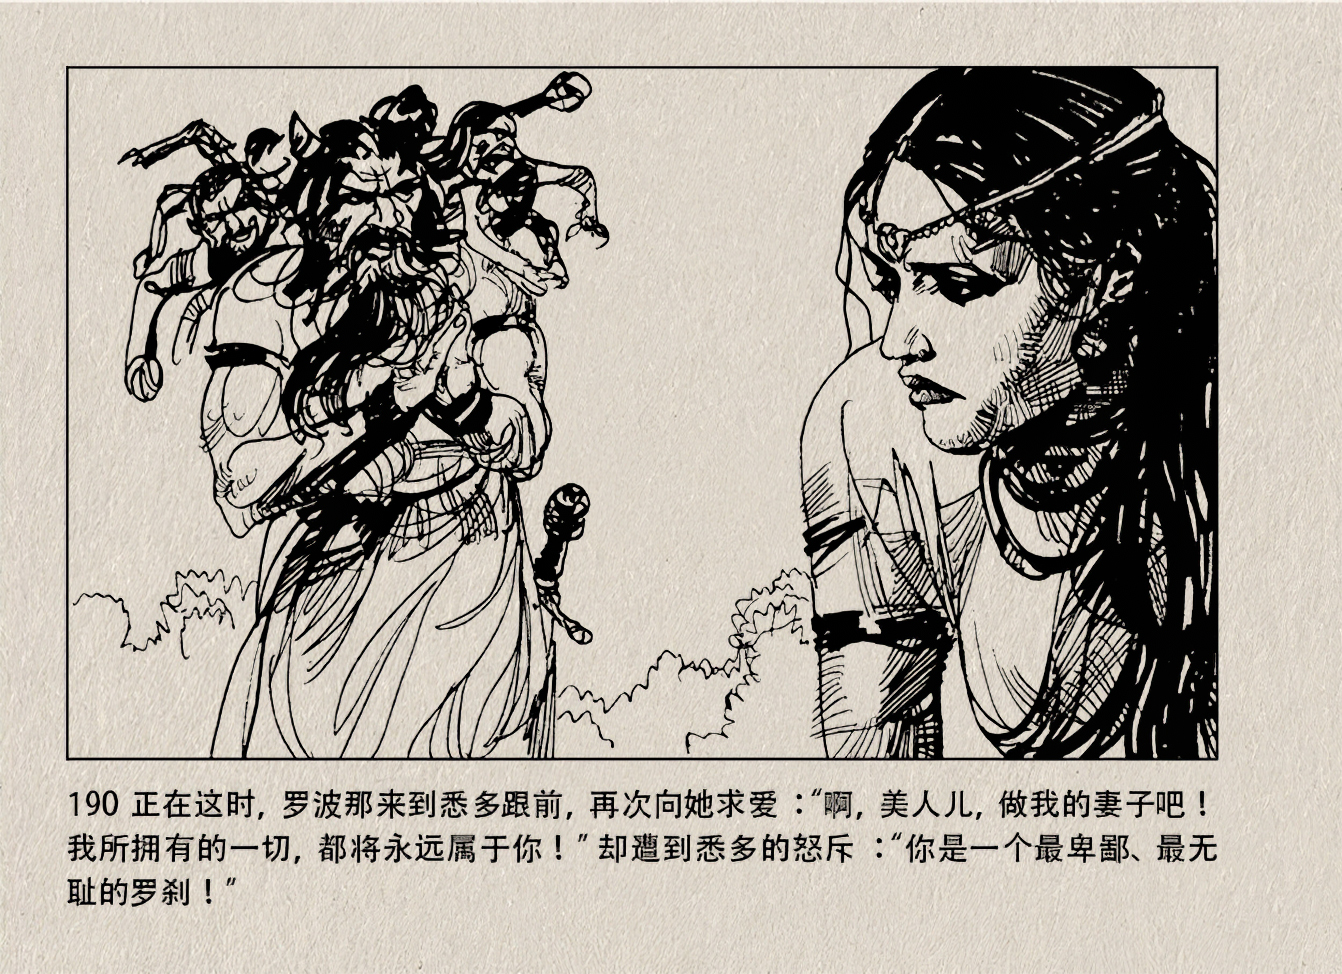 190 正在这时, 罗波那来到悉多跟前, 再次向她求爱：“啊, 美人儿, 做我的妻子吧！
我所拥有的一切, 都将永远属于你！” 却遭到悉多的怒斥：“你是一个最卑鄙、最无
耻的罗刹！”